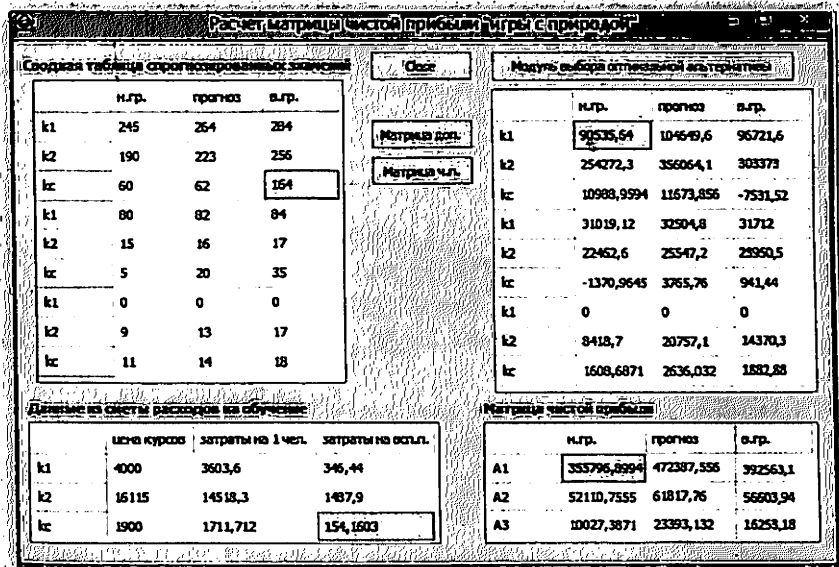 Расчет матрицы чистой прибыли "игры с природой"
Сводная таблица спрогнозированных значений
н.гр. прогноз в.гр.
k1 245 264 284
k2 190 223 256
kc 60 62 164
k1 80 82 84
k2 15 16 17
kc 5 20 35
k1 0 0 0
k2 9 13 17
kc 11 14 18
Close
Матрица доп.
Матрица ч.п.
Модуль выбора оптимальной альтернативы
н.гр. прогноз в.гр.
k1 90535,64 104649,6 96721,6
k2 254272,3 356064,1 303373
kc 10988,9594 11673,856 -7531,52
k1 31019,12 32504,8 31712
k2 22462,6 25547,2 23950,5
kc -1370,9645 3765,76 941,44
k1 0 0 0
k2 8418,7 20757,1 14370,3
kc 1608,6871 2636,032 1882,88
Данные из сметы расходов на обучение
цена курсов затраты на 1 чел. затраты на всп.п.
k1 4000 3603,6 346,44
k2 16115 14518,3 1437,9
kc 1900 1711,712 154,1603
Матрица чистой прибыли
н.гр. прогноз в.гр.
A1 355796,8994 472387,556 392563,1
A2 52110,7555 61817,76 56603,94
A3 10027,3871 23393,132 16253,18